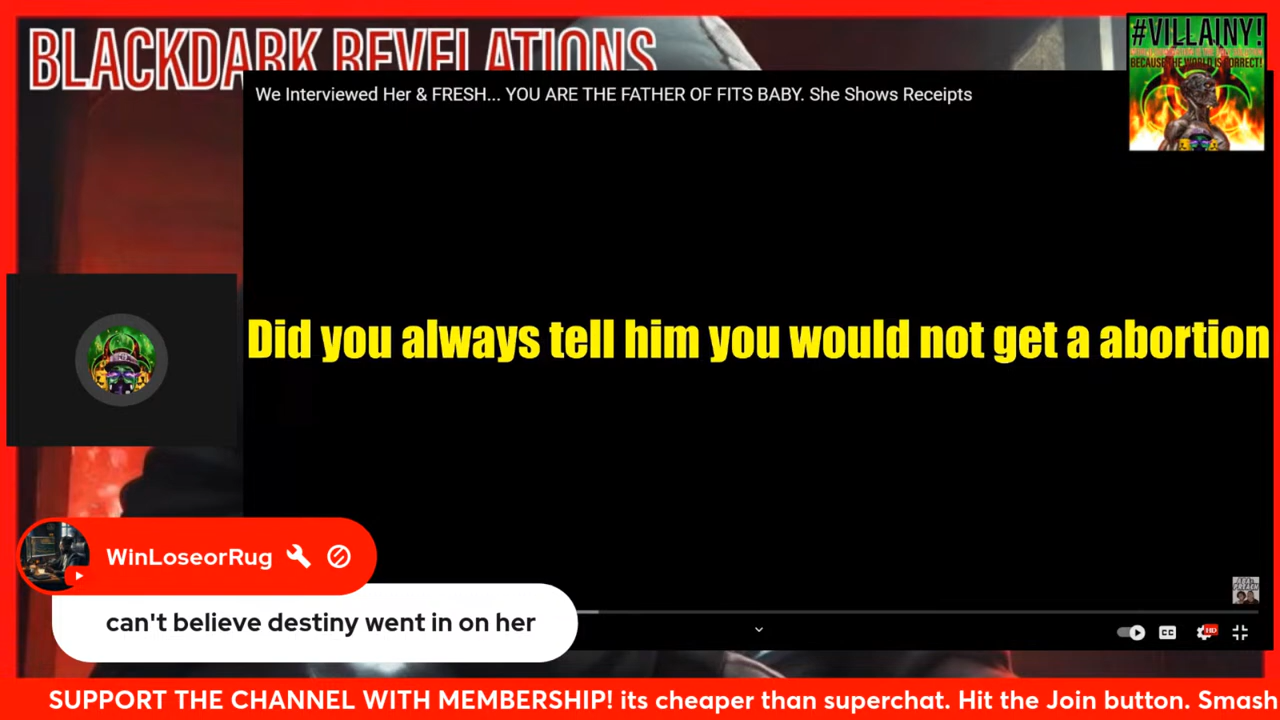 BLACKDARK REVELATIONS
#VILLAINY!
BECAUSE THE WORLD IS CORRECT!
We Interviewed Her & FRESH... YOU ARE THE FATHER OF FITS BABY. She Shows Receipts
Did you always tell him you would not get a abortion
WinLoseorRug
can't believe destiny went in on her
CC
HD
SUPPORT THE CHANNEL WITH MEMBERSHIP! its cheaper than superchat. Hit the Join button. Smash